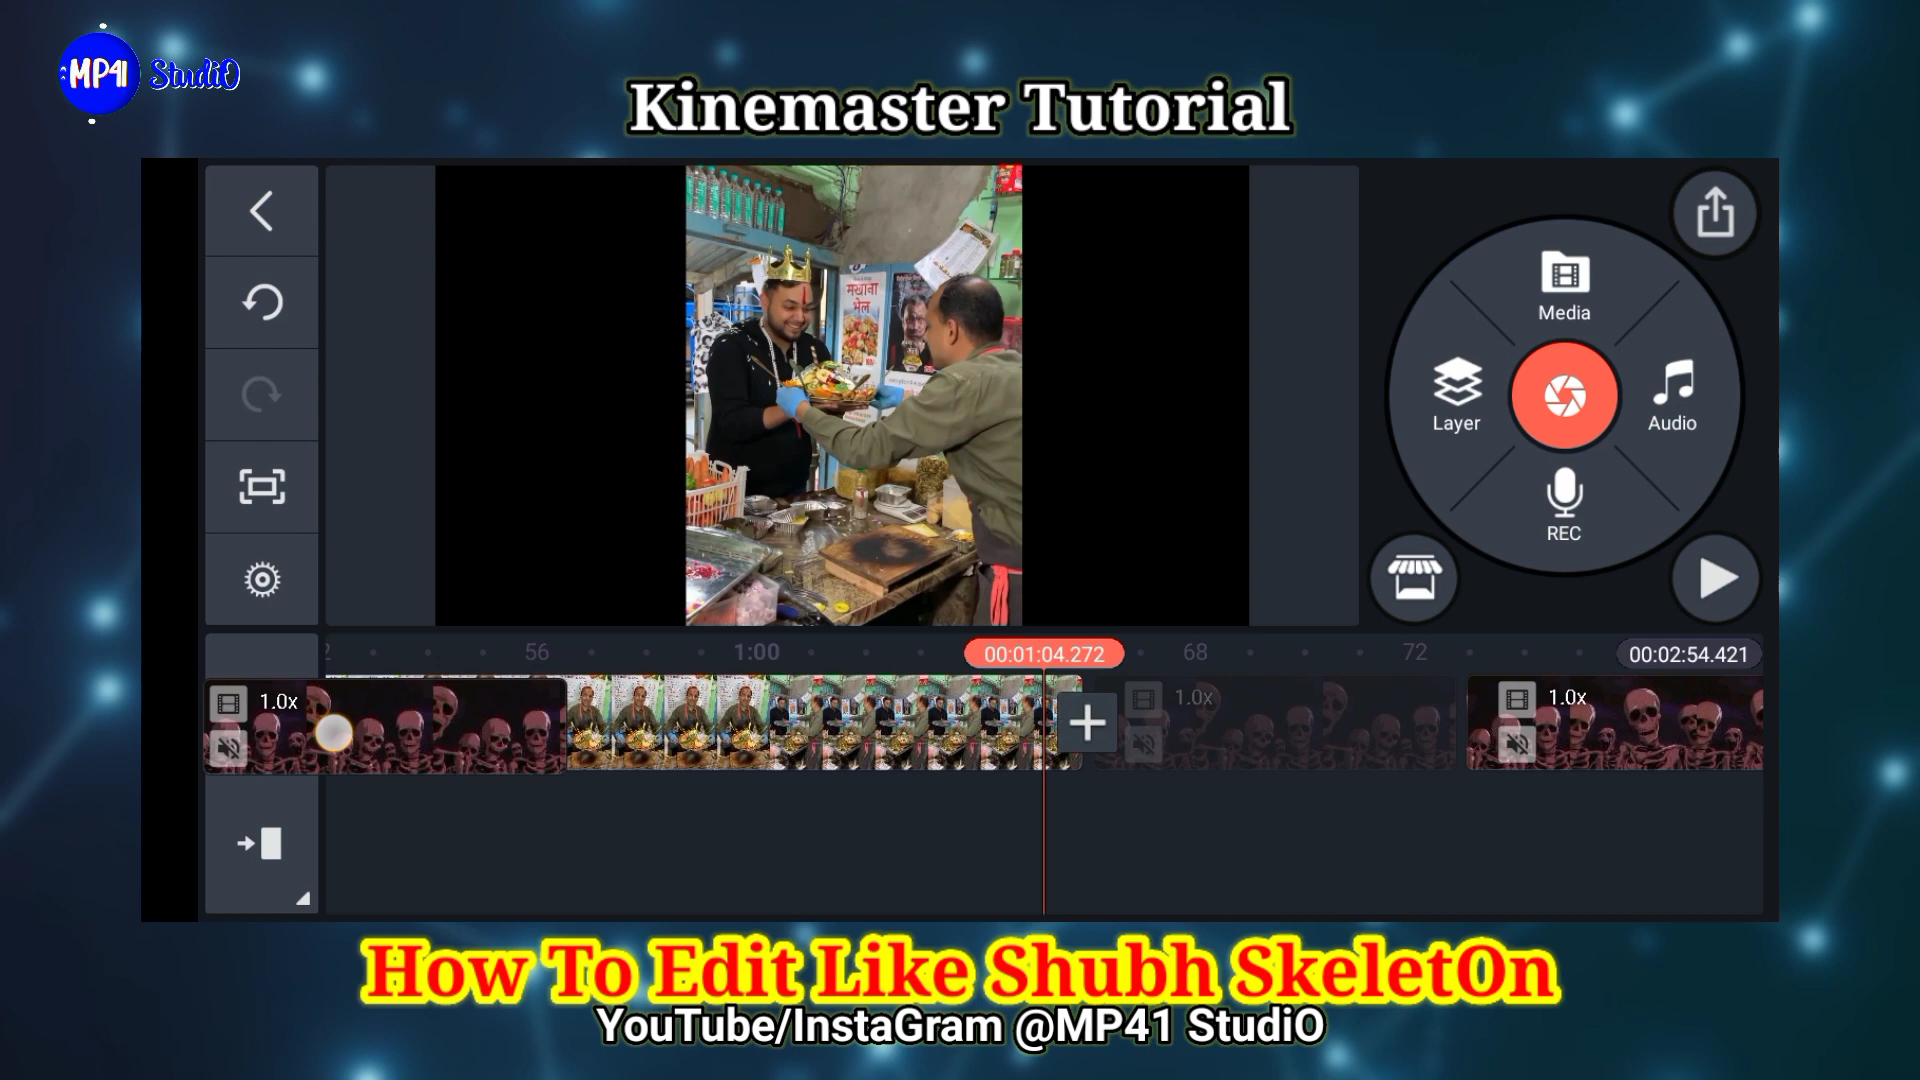 MP41 StudiO
Kinemaster Tutorial
मखाना
भेल
Media
Layer
Audio
REC
56
1:00
00:01:04.272
68
72
00:02:54.421
1.0x
1.0x
1.0x
How To Edit Like Shubh SkeletOn
YouTube/InstaGram @MP41 StudiO